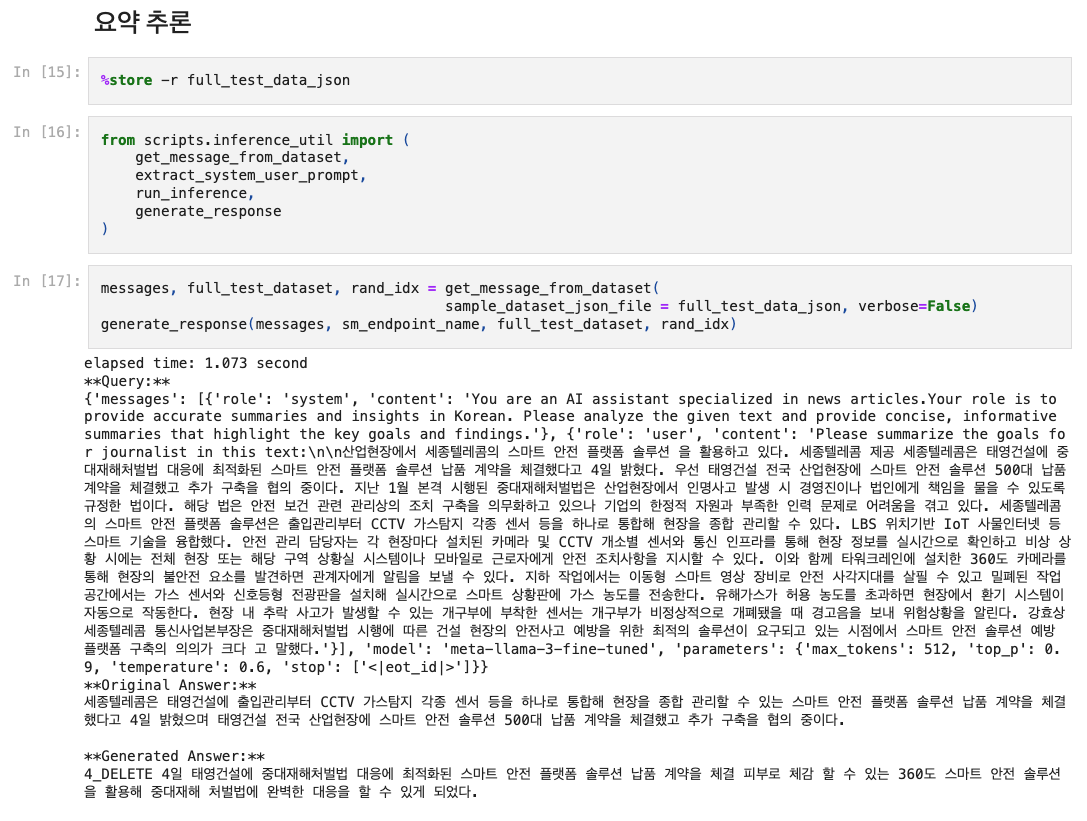 요약 추론
In [15]:
%store -r full_test_data_json
In [16]:
from scripts.inference_util import (
    get_message_from_dataset,
    extract_system_user_prompt,
    run_inference,
    generate_response
)
In [17]:
messages, full_test_dataset, rand_idx = get_message_from_dataset(
                                        sample_dataset_json_file = full_test_data_json, verbose=False)
generate_response(messages, sm_endpoint_name, full_test_dataset, rand_idx)
elapsed time: 1.073 second
**Query:**
{'messages': [{'role': 'system', 'content': 'You are an AI assistant specialized in news articles.Your role is to
provide accurate summaries and insights in Korean. Please analyze the given text and provide concise, informative
summaries that highlight the key goals and findings.'}, {'role': 'user', 'content': 'Please summarize the goals fo
r journalist in this text:\n\n산업현장에서 세종텔레콤의 스마트 안전 플랫폼 솔루션 을 활용하고 있다. 세종텔레콤 제공 세종텔레콤은 태영건설에 중
대재해처벌법 대응에 최적화된 스마트 안전 플랫폼 솔루션 납품 계약을 체결했다고 4일 밝혔다. 우선 태영건설 전국 산업현장에 스마트 안전 솔루션 500대 납품
계약을 체결했고 추가 구축을 협의 중이다. 지난 1월 본격 시행된 중대재해처벌법은 산업현장에서 인명사고 발생 시 경영진이나 법인에게 책임을 물을 수 있도록
규정한 법이다. 해당 법은 안전 보건 관련 관리상의 조치 구축을 의무화하고 있으나 기업의 한정적 자원과 부족한 인력 문제로 어려움을 겪고 있다. 세종텔레콤
의 스마트 안전 플랫폼 솔루션은 출입관리부터 CCTV 가스탐지 각종 센서 등을 하나로 통합해 현장을 종합 관리할 수 있다. LBS 위치기반 IoT 사물인터넷 등
스마트 기술을 융합했다. 안전 관리 담당자는 각 현장마다 설치된 카메라 및 CCTV 개소별 센서와 통신 인프라를 통해 현장 정보를 실시간으로 확인하고 비상 상
황 시에는 전체 현장 또는 해당 구역 상황실 시스템이나 모바일로 근로자에게 안전 조치사항을 지시할 수 있다. 이와 함께 타워크레인에 설치한 360도 카메라를
통해 현장의 불안전 요소를 발견하면 관계자에게 알림을 보낼 수 있다. 지하 작업에서는 이동형 스마트 영상 장비로 안전 사각지대를 살필 수 있고 밀폐된 작업
공간에서는 가스 센서와 신호등형 전광판을 설치해 실시간으로 스마트 상황판에 가스 농도를 전송한다. 유해가스가 허용 농도를 초과하면 현장에서 환기 시스템이
자동으로 작동한다. 현장 내 추락 사고가 발생할 수 있는 개구부에 부착한 센서는 개구부가 비정상적으로 개폐됐을 때 경고음을 보내 위험상황을 알린다. 강효상
세종텔레콤 통신사업본부장은 중대재해처벌법 시행에 따른 건설 현장의 안전사고 예방을 위한 최적의 솔루션이 요구되고 있는 시점에서 스마트 안전 솔루션 예방
플랫폼 구축의 의의가 크다 고 말했다.'}], 'model': 'meta-llama-3-fine-tuned', 'parameters': {'max_tokens': 512, 'top_p': 0.
9, 'temperature': 0.6, 'stop': ['<|eot_id|>']}}
**Original Answer:**
세종텔레콤은 태영건설에 출입관리부터 CCTV 가스탐지 각종 센서 등을 하나로 통합해 현장을 종합 관리할 수 있는 스마트 안전 플랫폼 솔루션 납품 계약을 체결
했다고 4일 밝혔으며 태영건설 전국 산업현장에 스마트 안전 솔루션 500대 납품 계약을 체결했고 추가 구축을 협의 중이다.
**Generated Answer:**
4_DELETE 4일 태영건설에 중대재해처벌법 대응에 최적화된 스마트 안전 플랫폼 솔루션 납품 계약을 체결 피부로 체감 할 수 있는 360도 스마트 안전 솔루션
을 활용해 중대재해 처벌법에 완벽한 대응을 할 수 있게 되었다.